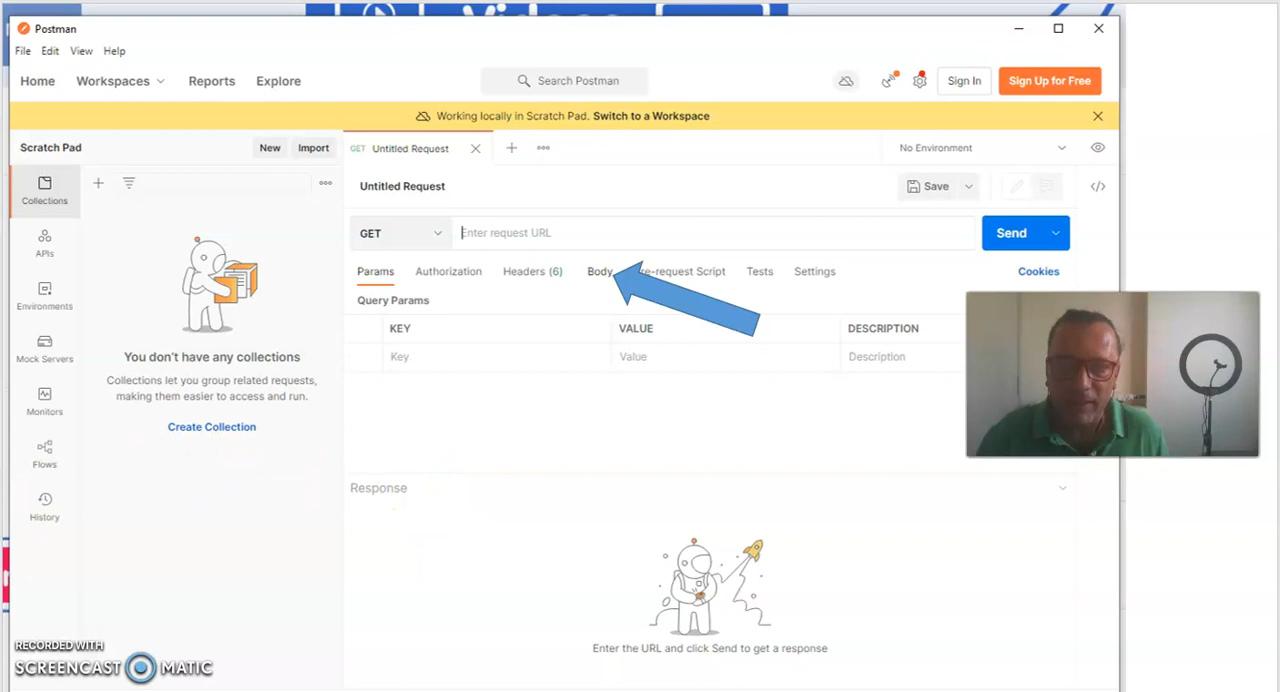 Videos
Postman
File Edit View Help
Home Workspaces Reports Explore
Search Postman
Sign In
Sign Up for Free
Working locally in Scratch Pad. Switch to a Workspace
Scratch Pad
New
Import
GET Untitled Request
No Environment
Untitled Request
Save
</>
GET
Enter request URL
Send
Params Authorization Headers (6) Body re-request Script Tests Settings
Cookies
Query Params
KEY VALUE DESCRIPTION
Key Value Description
Collections
APIs
Environments
Mock Servers
Monitors
Flows
History
You don't have any collections
Collections let you group related requests,
making them easier to access and run.
Create Collection
Response
Enter the URL and click Send to get a response
RECORDED WITH
SCREENCAST MATIC